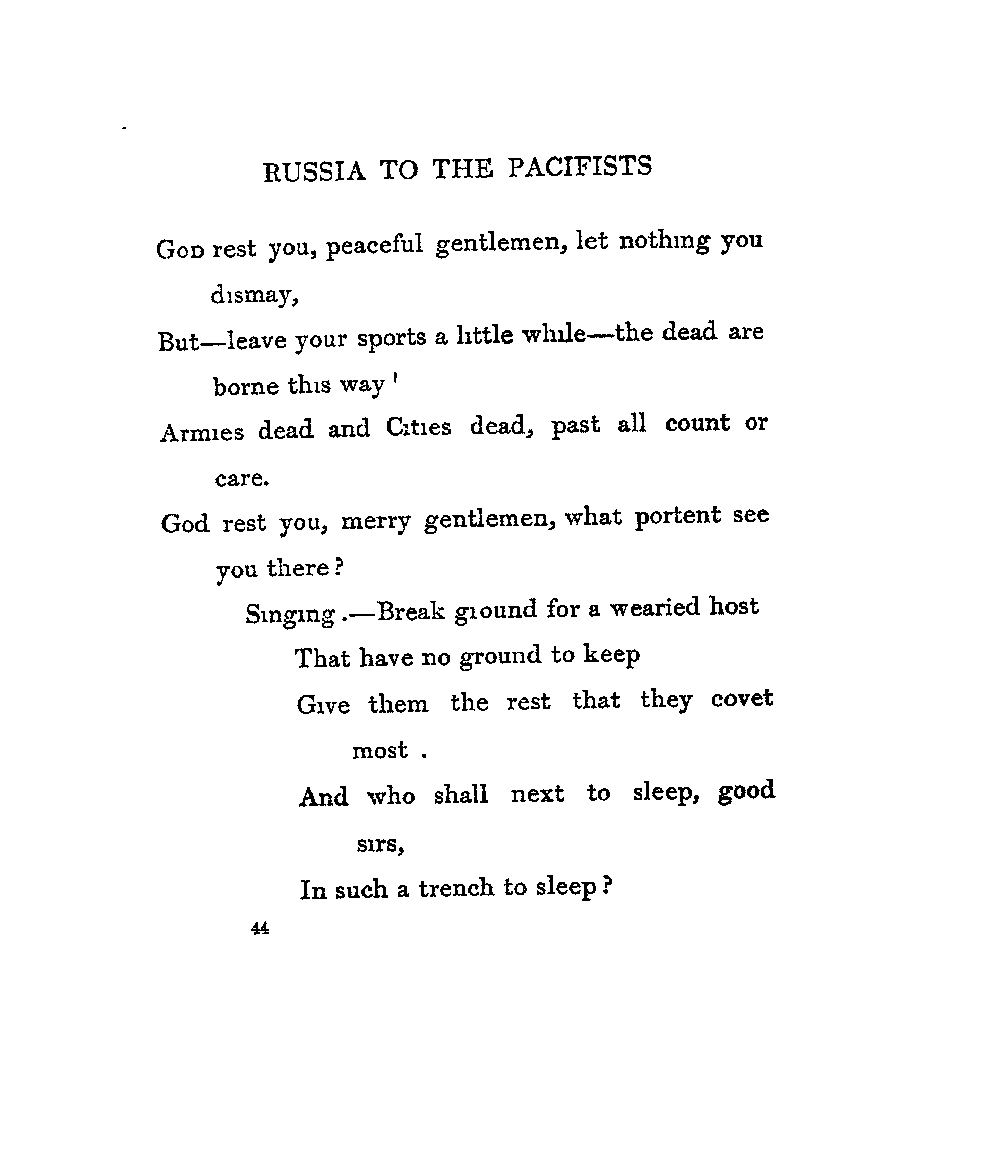 RUSSIA TO THE PACIFISTS
GOD rest you, peaceful gentlemen, let nothing you
dismay,
But—leave your sports a little while—the dead are
borne this way'
Armies dead and Cities dead, past all count or
care.
God rest you, merry gentlemen, what portent see
you there?
Singing.—Break ground for a wearied host
That have no ground to keep
Give them the rest that they covet
most .
And who shall next to sleep, good
sirs,
In such a trench to sleep?
44